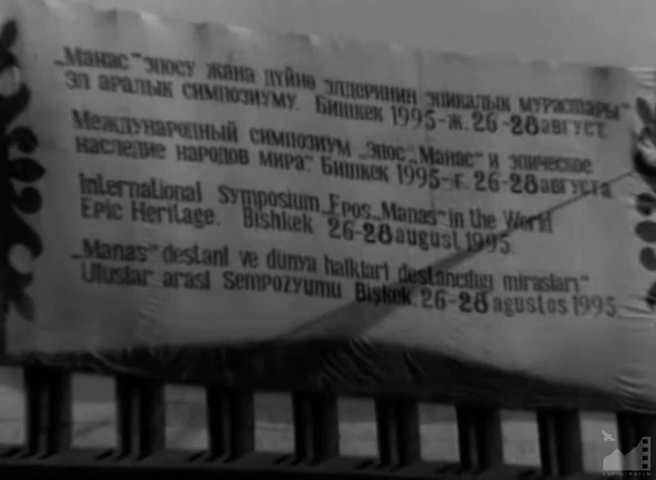 „Манас" эпосу жана дүйнө элдеринин эпикалык мурастары"
эл аралык симпозиуму. Бишкек 1995-ж. 26-28 август
Международный симпозиум „Эпос „Манас" и эпическое
наследие народов мира". Бишкек 1995-г. 26-28 августа
International Symposium „Epos „Manas" in the World
Epic Heritage. Bishkek 26-28 august 1995.
„Manas" destanı ve dünya halkları destancılığı mirasları"
Uluslar arası Sempozyumu Bişkek. 26-28 agustos 1995